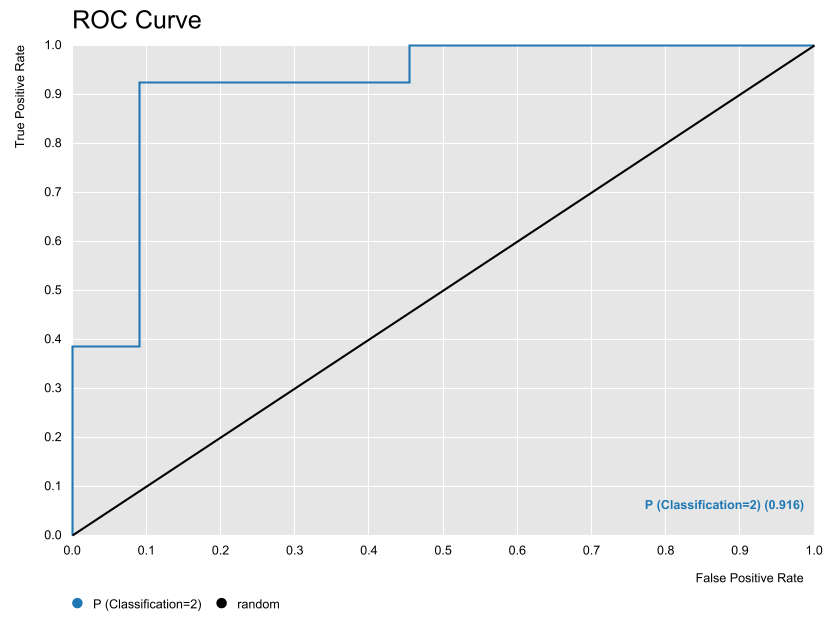 ROC Curve
True Positive Rate
1.0
0.9
0.8
0.7
0.6
0.5
0.4
0.3
0.2
0.1
0.0
P (Classification=2) (0.916)
0.0 0.1 0.2 0.3 0.4 0.5 0.6 0.7 0.8 0.9 1.0
False Positive Rate
P (Classification=2) random